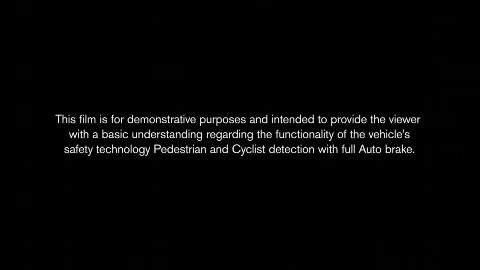 This film is for demonstrative purposes and intended to provide the viewer
with a basic understanding regarding the functionality of the vehicle's
safety technology Pedestrian and Cyclist detection with full Auto brake.